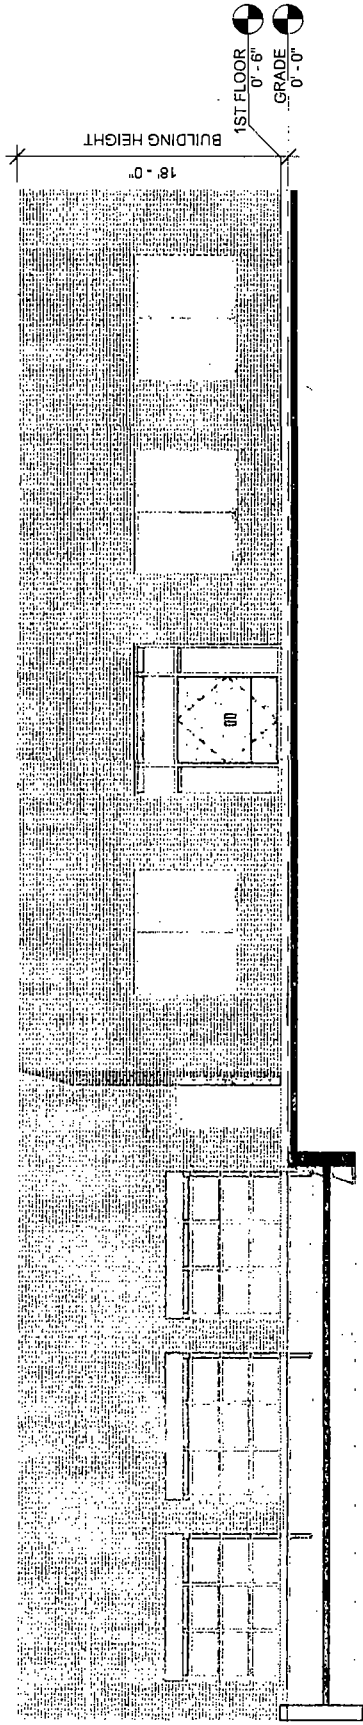 1ST FLOOR
0' - 6"
GRADE
0' - 0"
BUILDING HEIGHT
18' - 0"